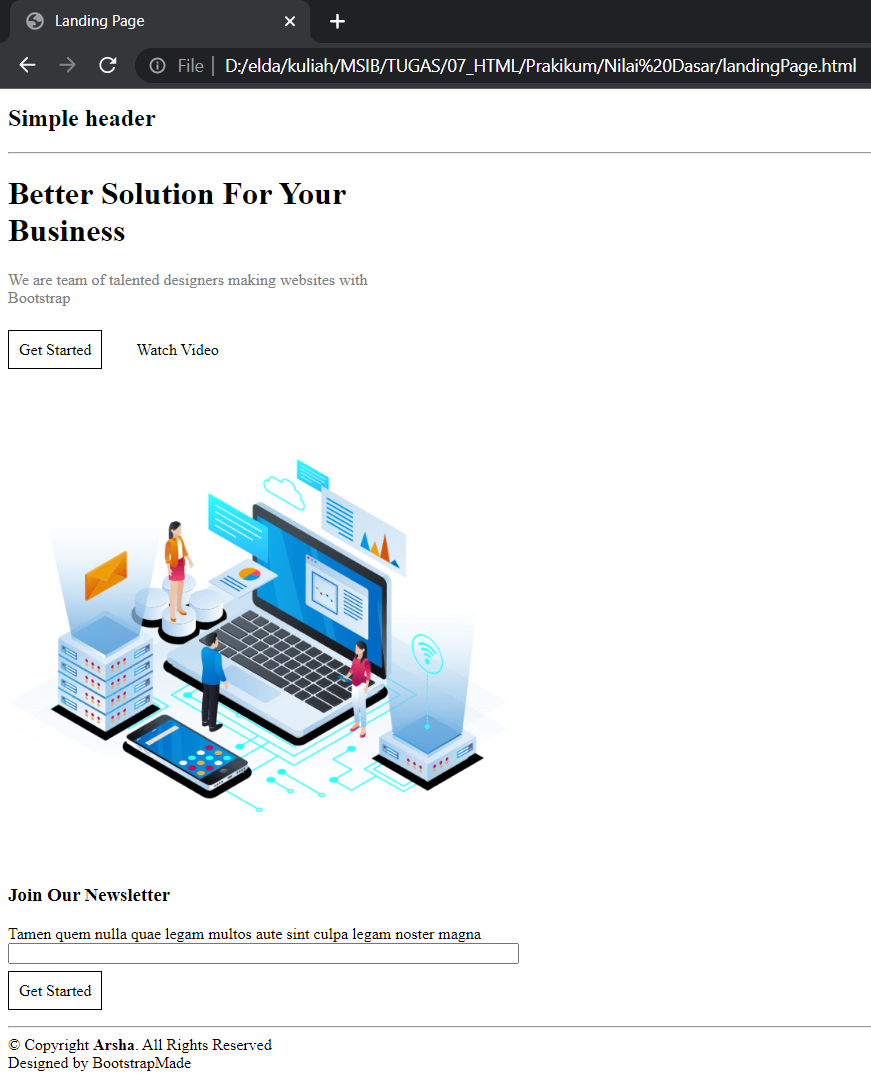 Landing Page
File | D:/elda/kuliah/MSIB/TUGAS/07_HTML/Prakikum/Nilai%20Dasar/landingPage.html
Simple header
Better Solution For Your
Business
We are team of talented designers making websites with
Bootstrap
Get Started Watch Video
Join Our Newsletter
Tamen quem nulla quae legam multos aute sint culpa legam noster magna
Get Started
© Copyright Arsha. All Rights Reserved
Designed by BootstrapMade